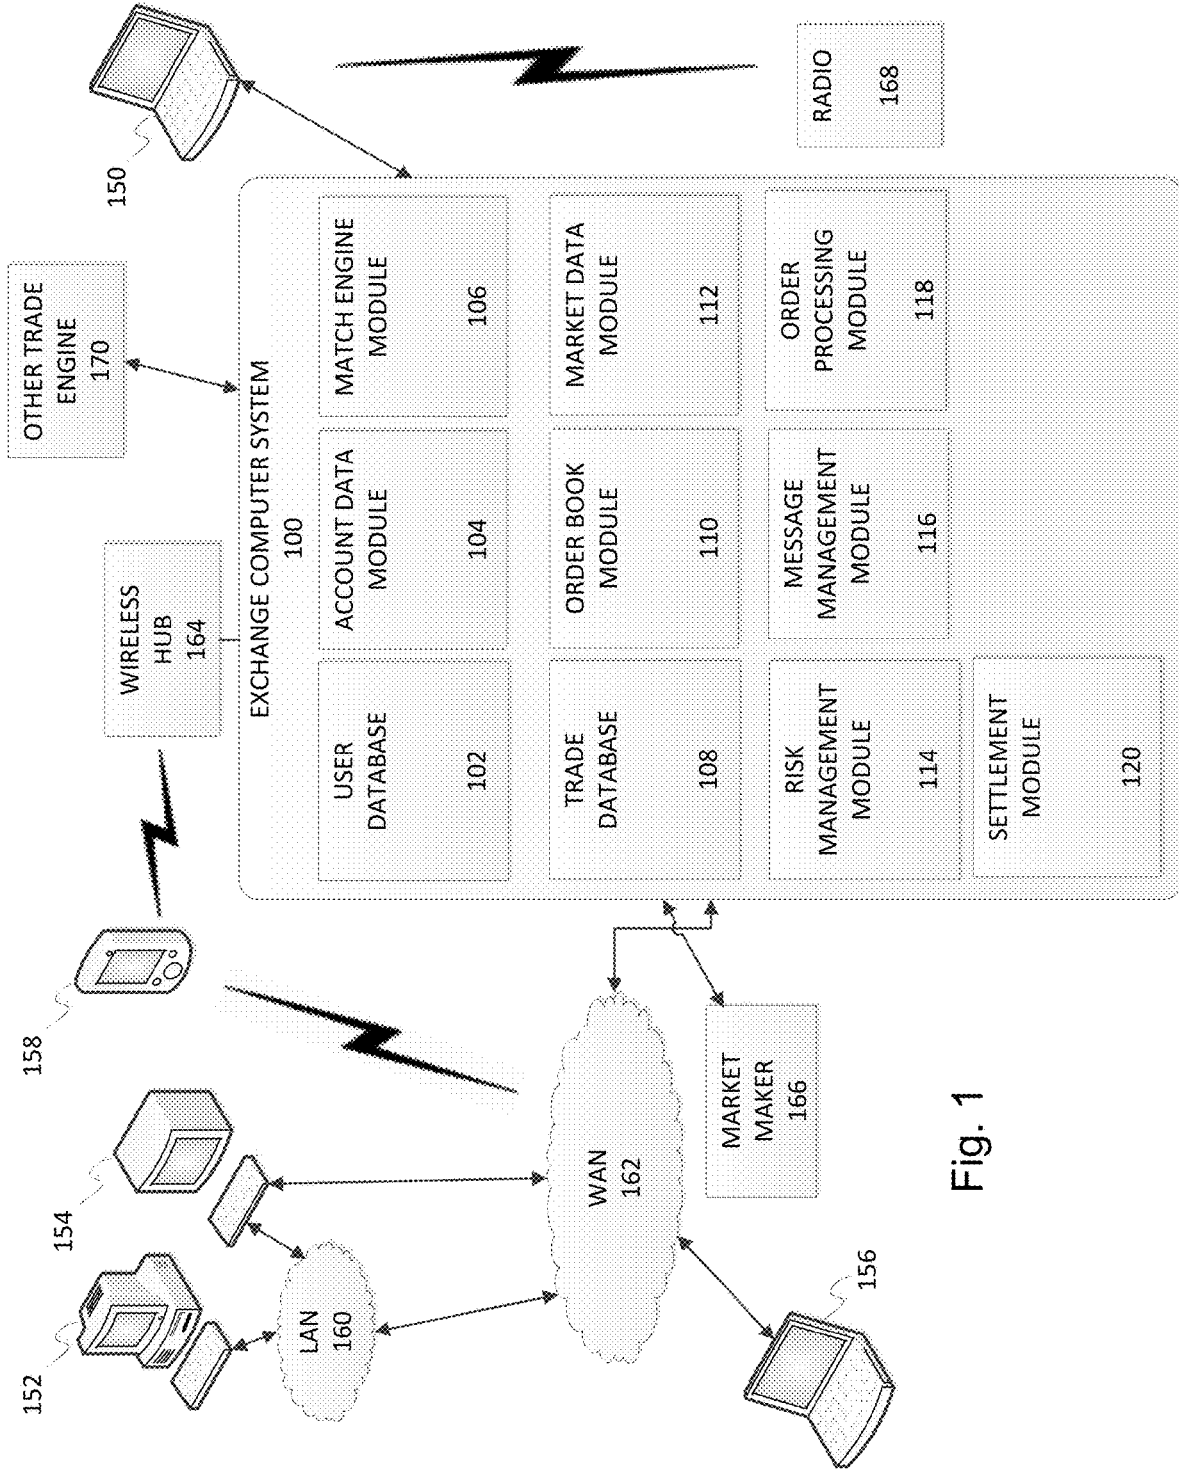 150
OTHER TRADE
ENGINE
170
WIRELESS
HUB
164
158
154
152
EXCHANGE COMPUTER SYSTEM
100
USER
DATABASE
102
ACCOUNT DATA
MODULE
104
MATCH ENGINE
MODULE
106
TRADE
DATABASE
108
ORDER BOOK
MODULE
110
MARKET DATA
MODULE
112
RISK
MANAGEMENT
MODULE
114
MESSAGE
MANAGEMENT
MODULE
116
ORDER
PROCESSING
MODULE
118
SETTLEMENT
MODULE
120
RADIO
168
LAN
160
WAN
162
MARKET
MAKER
166
156
Fig. 1